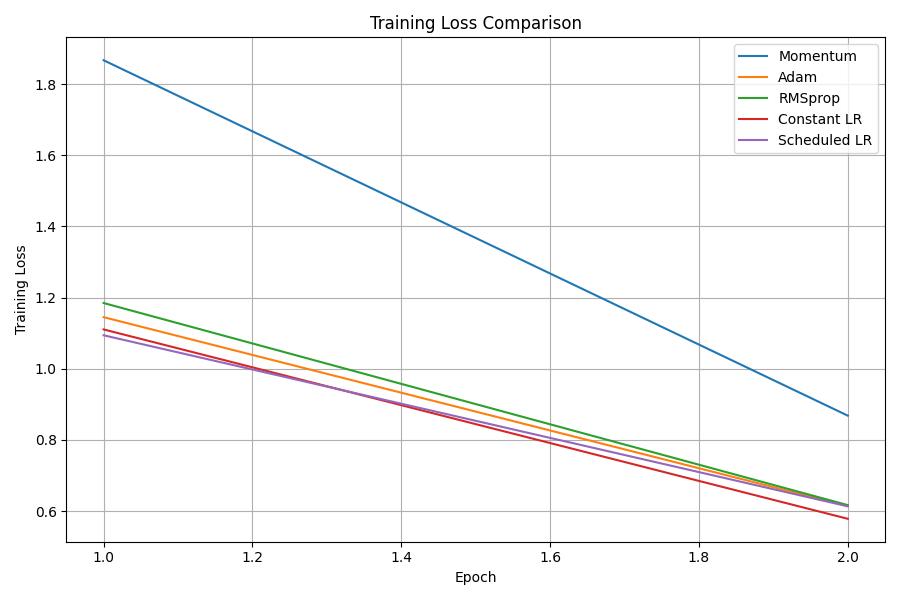 Training Loss Comparison
Momentum
Adam
RMSprop
Constant LR
Scheduled LR
Training Loss
1.8
1.6
1.4
1.2
1.0
0.8
0.6
1.0 1.2 1.4 1.6 1.8 2.0
Epoch